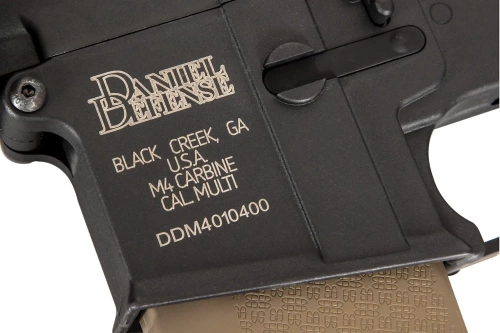 DANIEL
DEFENSE
BLACK CREEK, GA
U.S.A.
M4 CARBINE
CAL. MULTI
DDM4010400